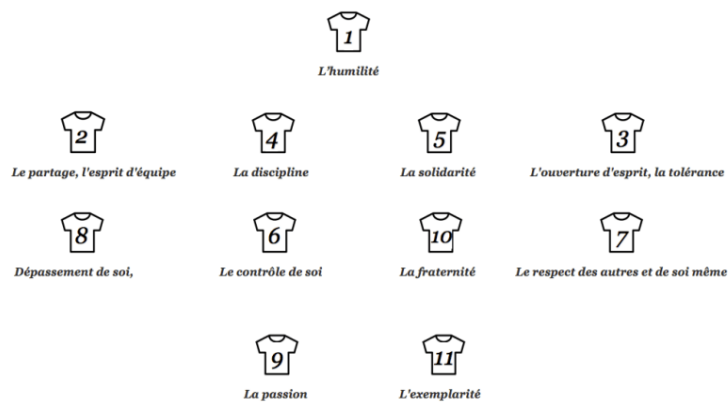 1
L'humilité
2
4
5
3
Le partage, l'esprit d'équipe
La discipline
La solidarité
L'ouverture d'esprit, la tolérance
8
6
10
7
Dépassement de soi,
Le contrôle de soi
La fraternité
Le respect des autres et de soi même
9
11
La passion
L'exemplarité